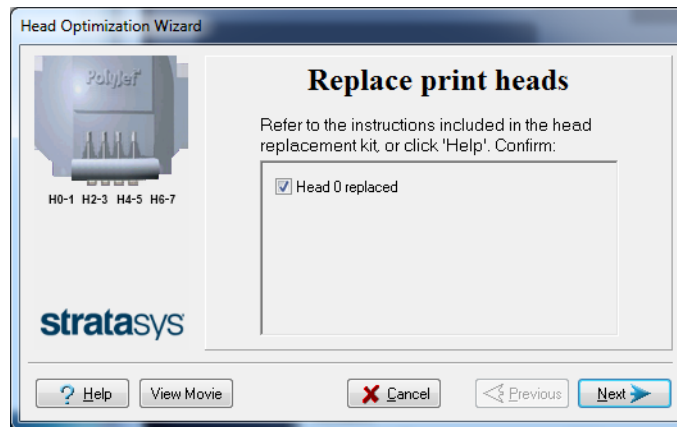 Head Optimization Wizard
PolyJet
H0-1 H2-3 H4-5 H6-7
stratasys
Replace print heads
Refer to the instructions included in the head
replacement kit, or click 'Help'. Confirm:
Head 0 replaced
? Help
View Movie
Cancel
Previous
Next